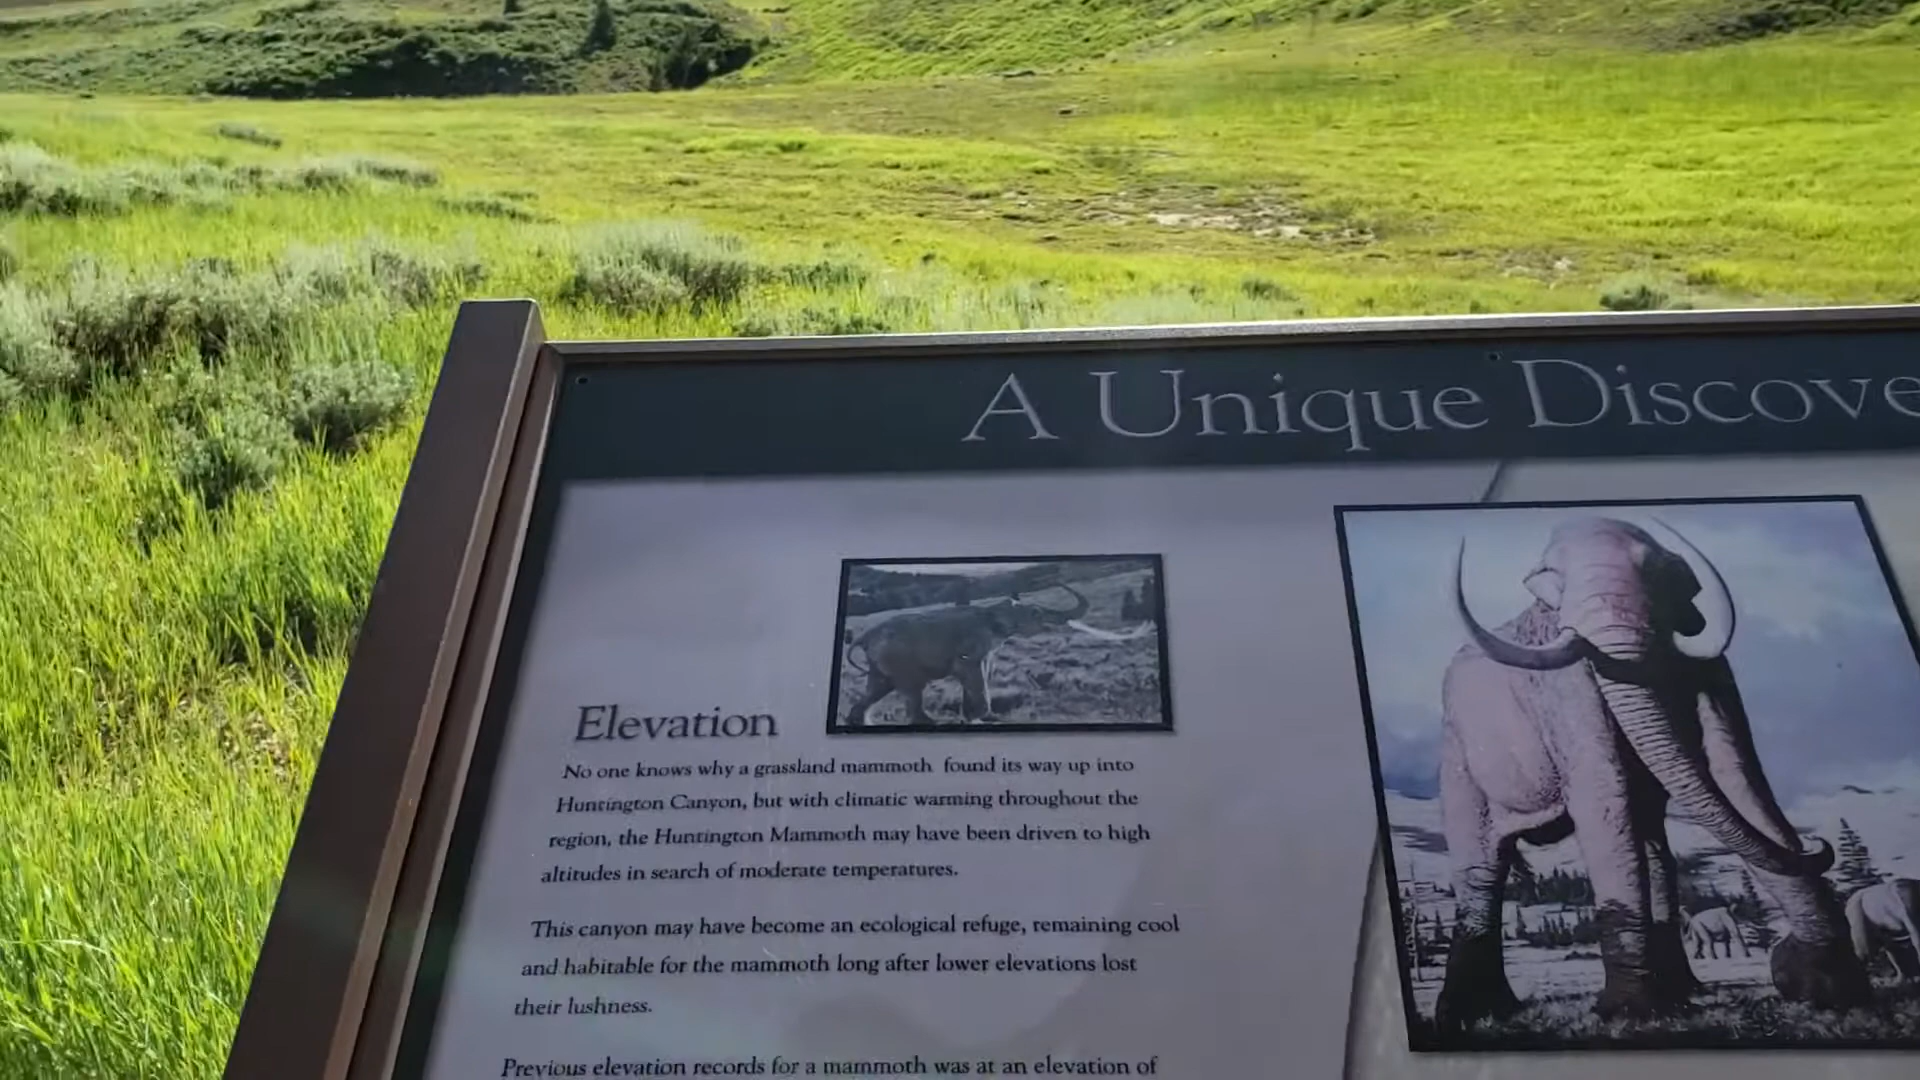 A Unique Discove
Elevation
No one knows why a grassland mammoth found its way up into
Huntington Canyon, but with climatic warming throughout the
region, the Huntington Mammoth may have been driven to high
altitudes in search of moderate temperatures.
This canyon may have become an ecological refuge, remaining cool
and habitable for the mammoth long after lower elevations lost
their lushness.
Previous elevation records for a mammoth was at an elevation of